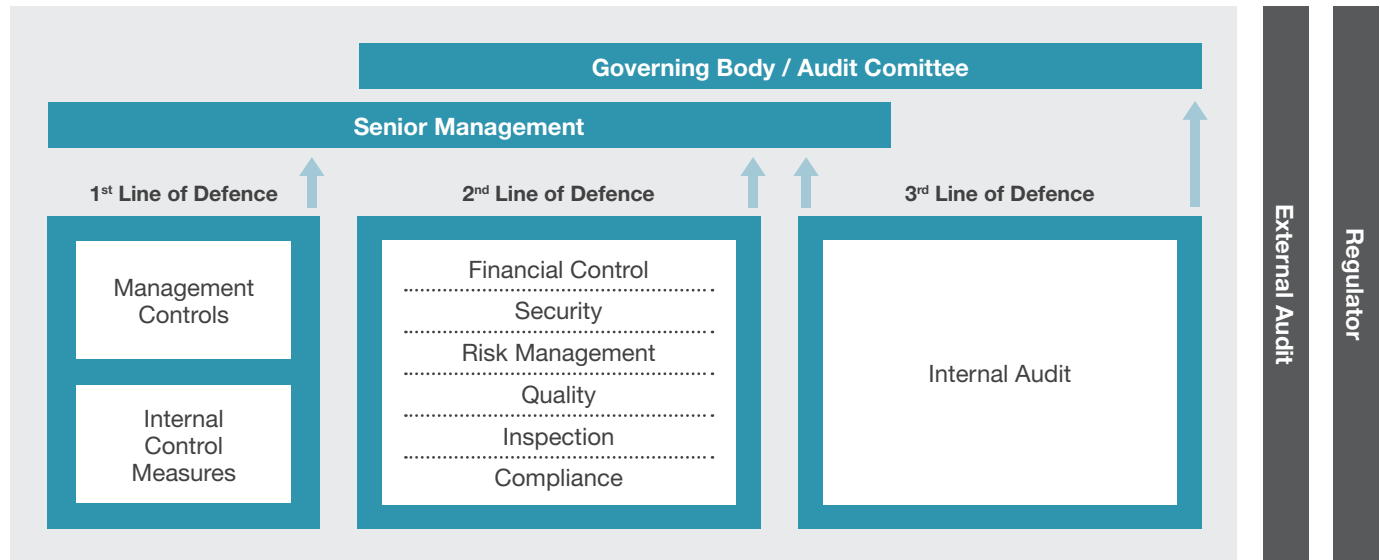 Governing Body / Audit Comittee
Senior Management
1st Line of Defence
2nd Line of Defence
3rd Line of Defence
Management
Controls
Internal
Control
Measures
Financial Control
Security
Risk Management
Quality
Inspection
Compliance
Internal Audit
External Audit
Regulator